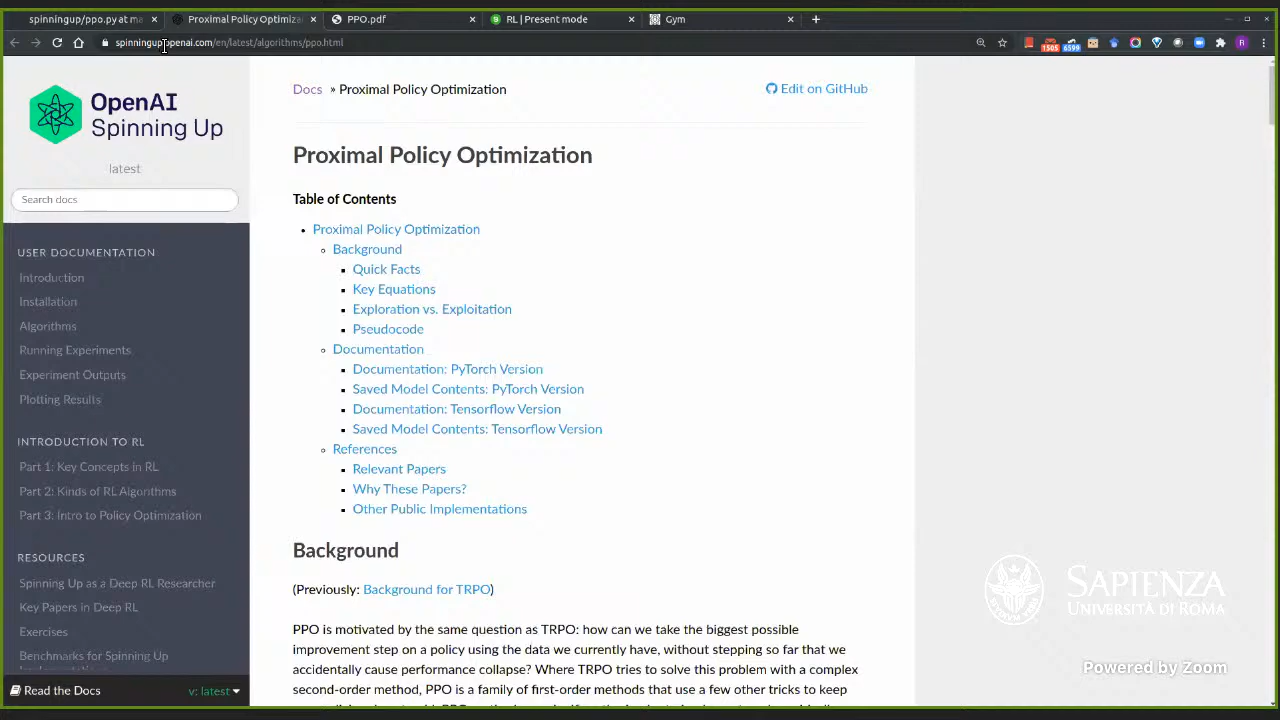 spinningup/ppo.py at ma
Proximal Policy Optimiza
PPO.pdf
RL | Present mode
Gym
spinningup.openai.com/en/latest/algorithms/ppo.html
1505
6599
R
OpenAI
Spinning Up
latest
Search docs
USER DOCUMENTATION
Introduction
Installation
Algorithms
Running Experiments
Experiment Outputs
Plotting Results
INTRODUCTION TO RL
Part 1: Key Concepts in RL
Part 2: Kinds of RL Algorithms
Part 3: Intro to Policy Optimization
RESOURCES
Spinning Up as a Deep RL Researcher
Key Papers in Deep RL
Exercises
Benchmarks for Spinning Up
Implementations
Read the Docs
v: latest
Docs » Proximal Policy Optimization
Edit on GitHub
Proximal Policy Optimization
Table of Contents
Proximal Policy Optimization
Background
Quick Facts
Key Equations
Exploration vs. Exploitation
Pseudocode
Documentation
Documentation: PyTorch Version
Saved Model Contents: PyTorch Version
Documentation: Tensorflow Version
Saved Model Contents: Tensorflow Version
References
Relevant Papers
Why These Papers?
Other Public Implementations
Background
(Previously: Background for TRPO)
PPO is motivated by the same question as TRPO: how can we take the biggest possible
improvement step on a policy using the data we currently have, without stepping so far that we
accidentally cause performance collapse? Where TRPO tries to solve this problem with a complex
second-order method, PPO is a family of first-order methods that use a few other tricks to keep
SAPIENZA
UNIVERSITÀ DI ROMA
Powered by Zoom